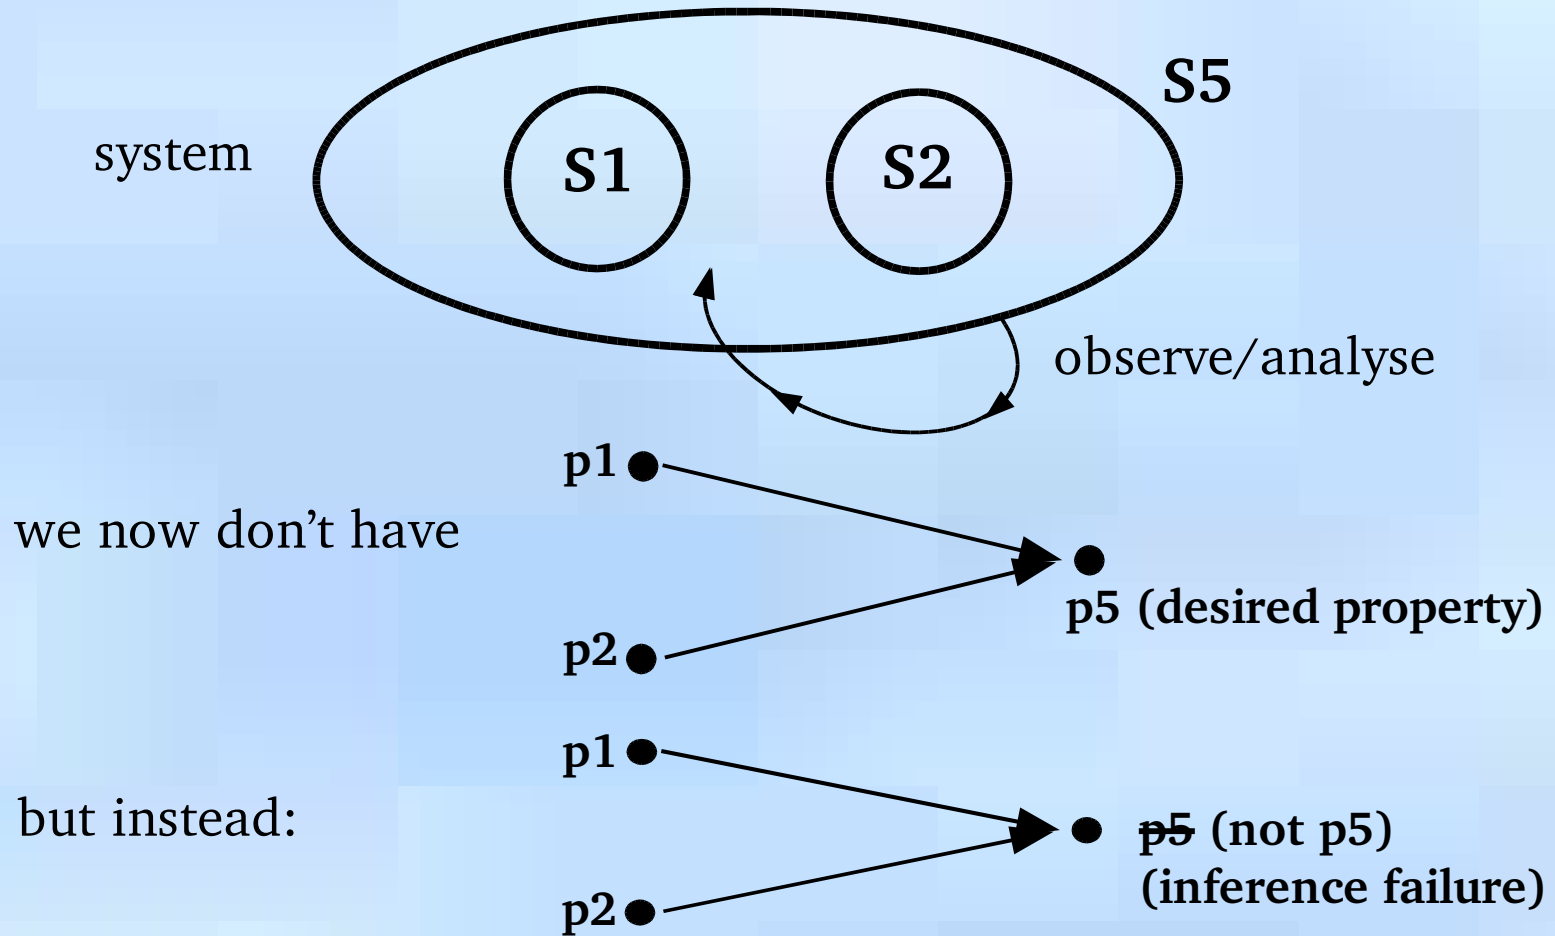 S5
system
S1
S2
observe/analyse
p1
we now don’t have
p5 (desired property)
p2
p1
but instead:
p5 (not p5)
(inference failure)
p2